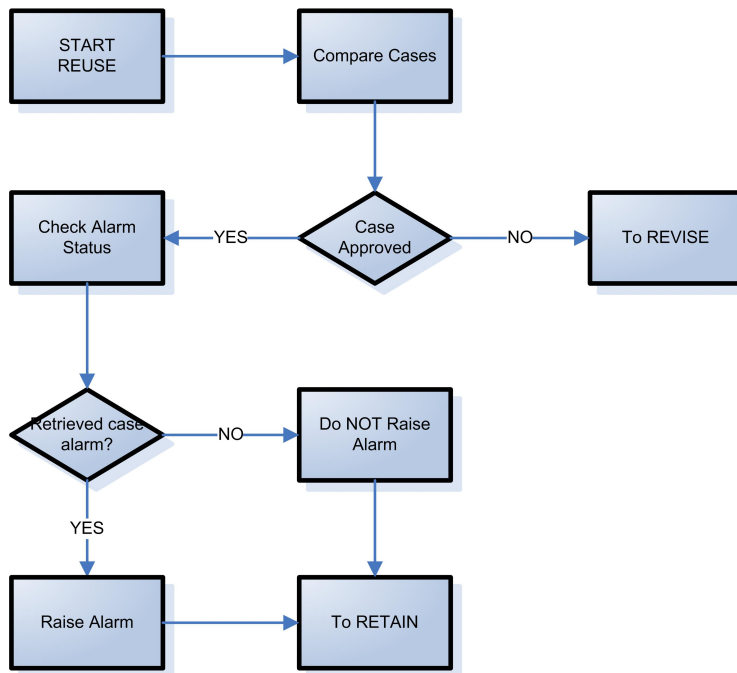 START
REUSE
Compare Cases
Check Alarm
Status
YES
Case
Approved
NO
To REVISE
Retrieved case
alarm?
NO
Do NOT Raise
Alarm
YES
Raise Alarm
To RETAIN